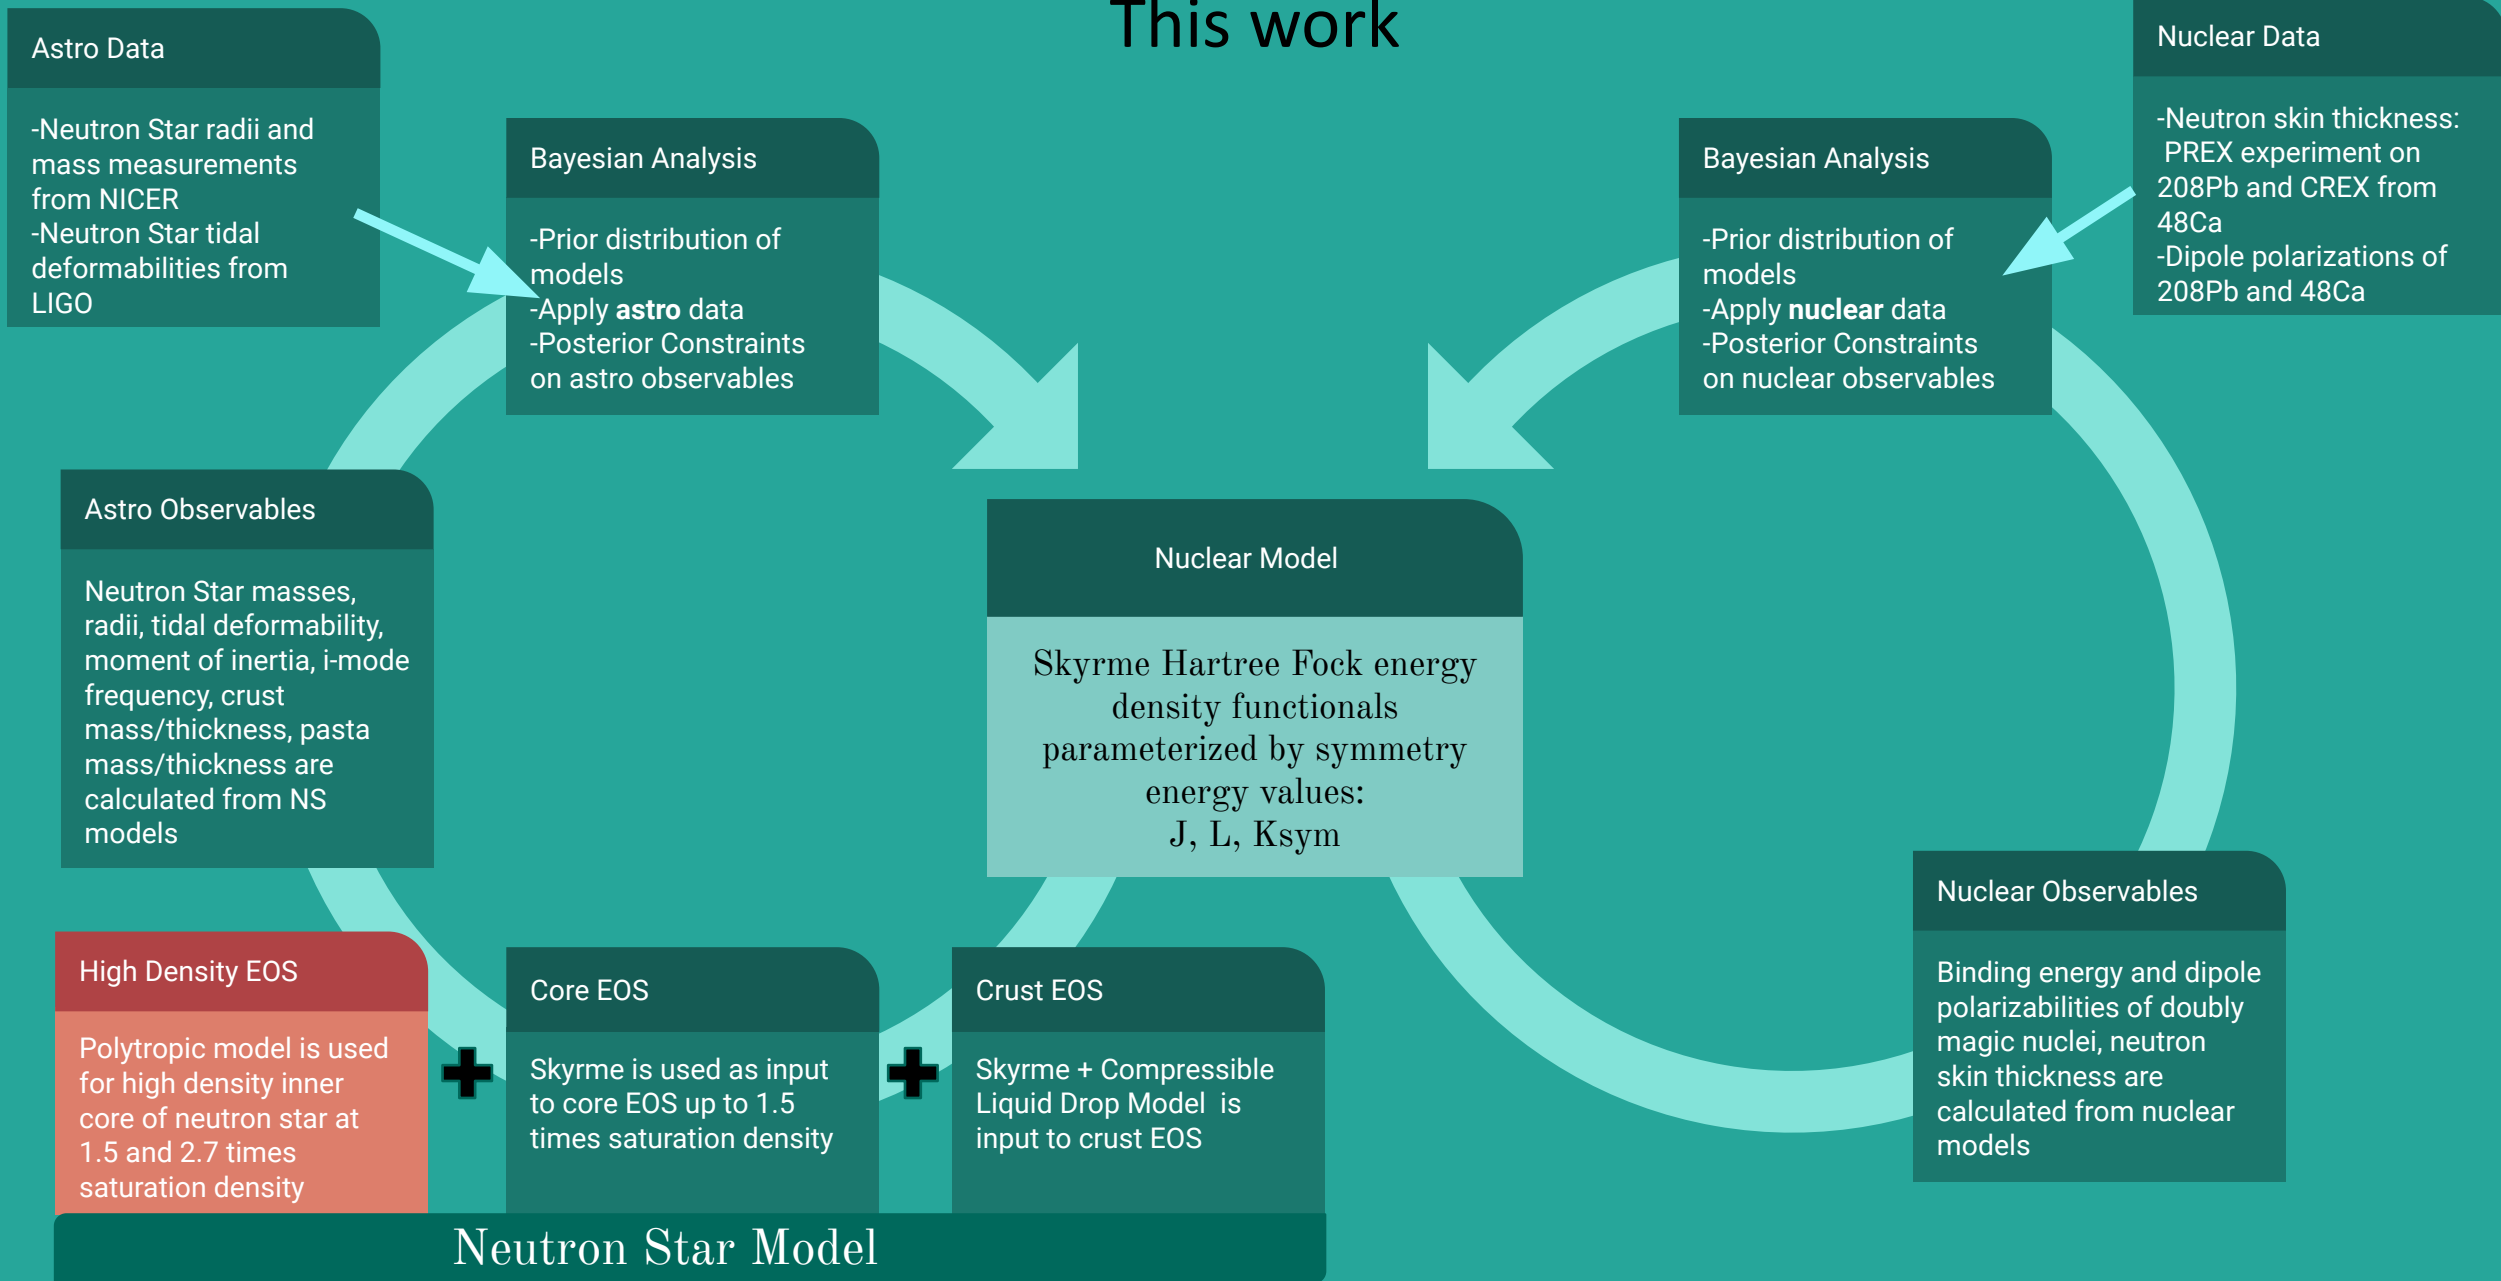 This work
Astro Data
-Neutron Star radii and
mass measurements
from NICER
-Neutron Star tidal
deformabilities from
LIGO
Bayesian Analysis
-Prior distribution of
models
-Apply astro data
-Posterior Constraints
on astro observables
Bayesian Analysis
-Prior distribution of
models
-Apply nuclear data
-Posterior Constraints
on nuclear observables
Nuclear Data
-Neutron skin thickness:
PREX experiment on
208Pb and CREX from
48Ca
-Dipole polarizations of
208Pb and 48Ca
Astro Observables
Neutron Star masses,
radii, tidal deformability,
moment of inertia, i-mode
frequency, crust
mass/thickness, pasta
mass/thickness are
calculated from NS
models
Nuclear Model
Skyrme Hartree Fock energy
density functionals
parameterized by symmetry
energy values:
J, L, Ksym
Nuclear Observables
Binding energy and dipole
polarizabilities of doubly
magic nuclei, neutron
skin thickness are
calculated from nuclear
models
High Density EOS
Polytropic model is used
for high density inner
core of neutron star at
1.5 and 2.7 times
saturation density
Core EOS
Skyrme is used as input
to core EOS up to 1.5
times saturation density
Crust EOS
Skyrme + Compressible
Liquid Drop Model is
input to crust EOS
Neutron Star Model